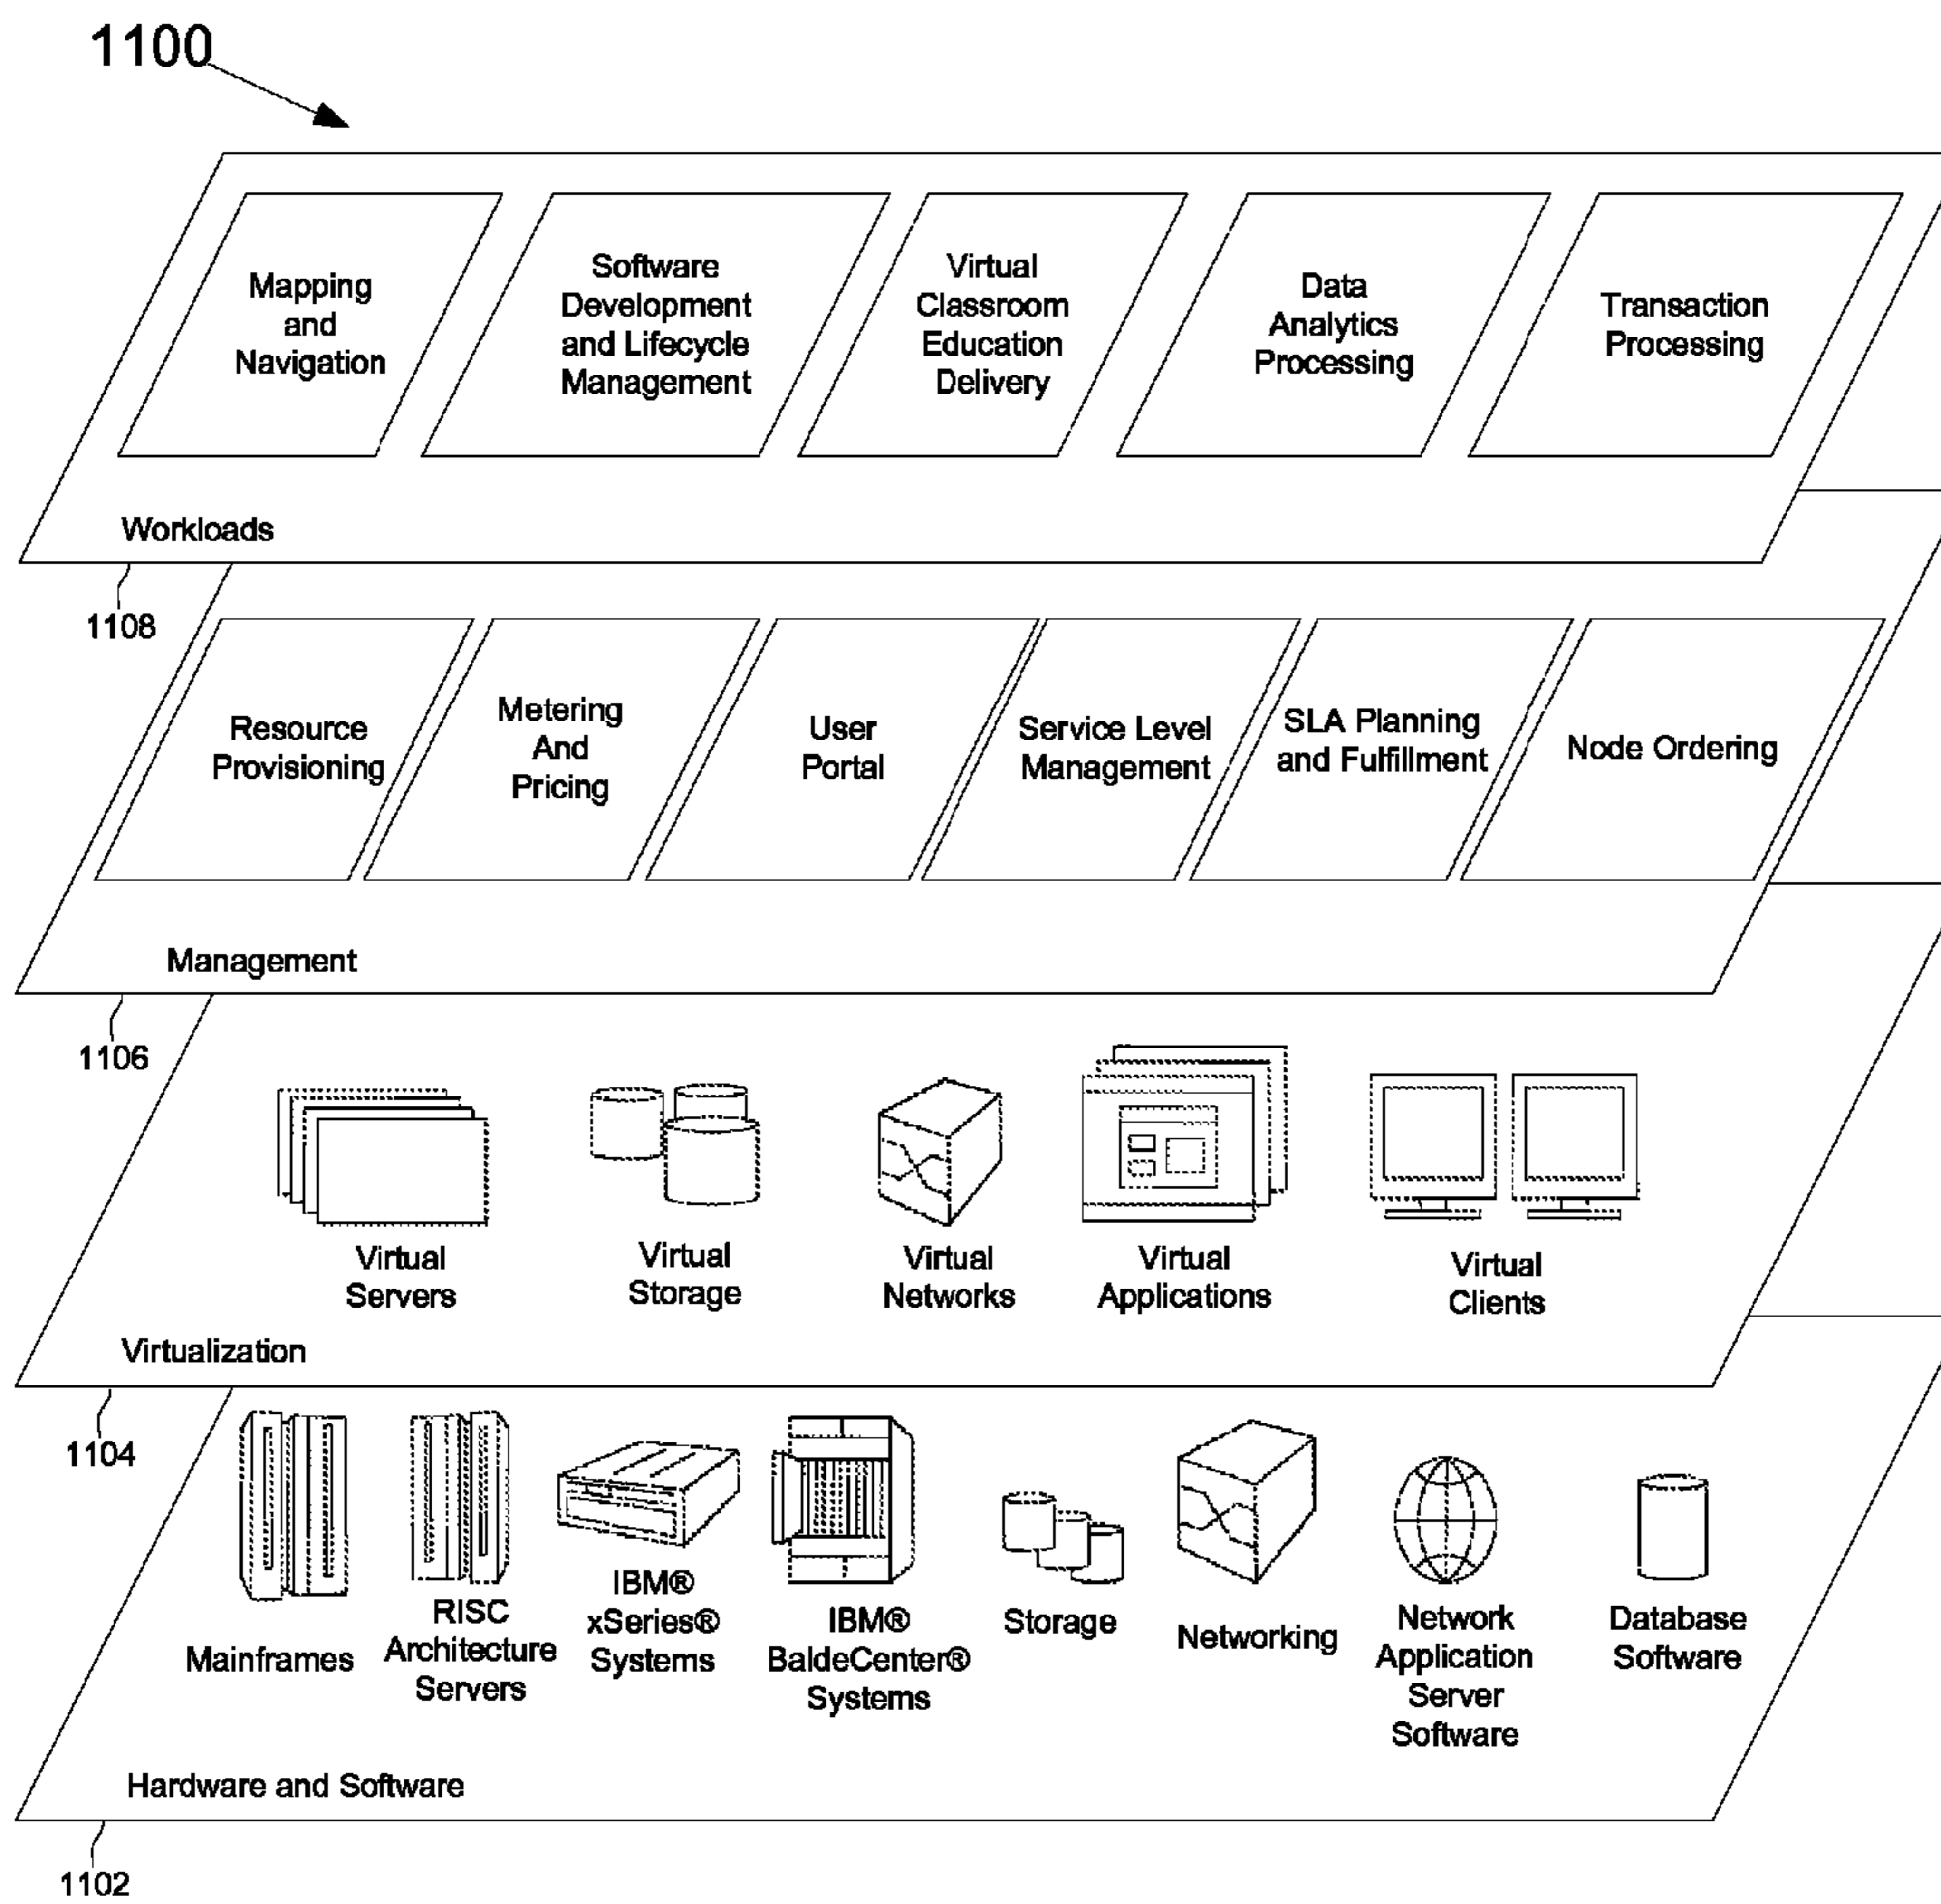 1100
Mapping
and
Navigation
Software
Development
and Lifecycle
Management
Virtual
Classroom
Education
Delivery
Data
Analytics
Processing
Transaction
Processing
Workloads
1108
Resource
Provisioning
Metering
And
Pricing
User
Portal
Service Level
Management
SLA Planning
and Fulfillment
Node Ordering
Management
1106
Virtual
Servers
Virtual
Storage
Virtual
Networks
Virtual
Applications
Virtual
Clients
Virtualization
1104
Mainframes
RISC
Architecture
Servers
IBM®
xSeries®
Systems
IBM®
BaldeCenter®
Systems
Storage
Networking
Network
Application
Server
Software
Database
Software
Hardware and Software
1102